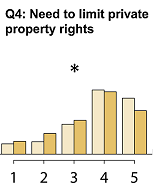 Q4: Need to limit private
property rights
*
1 2 3 4 5